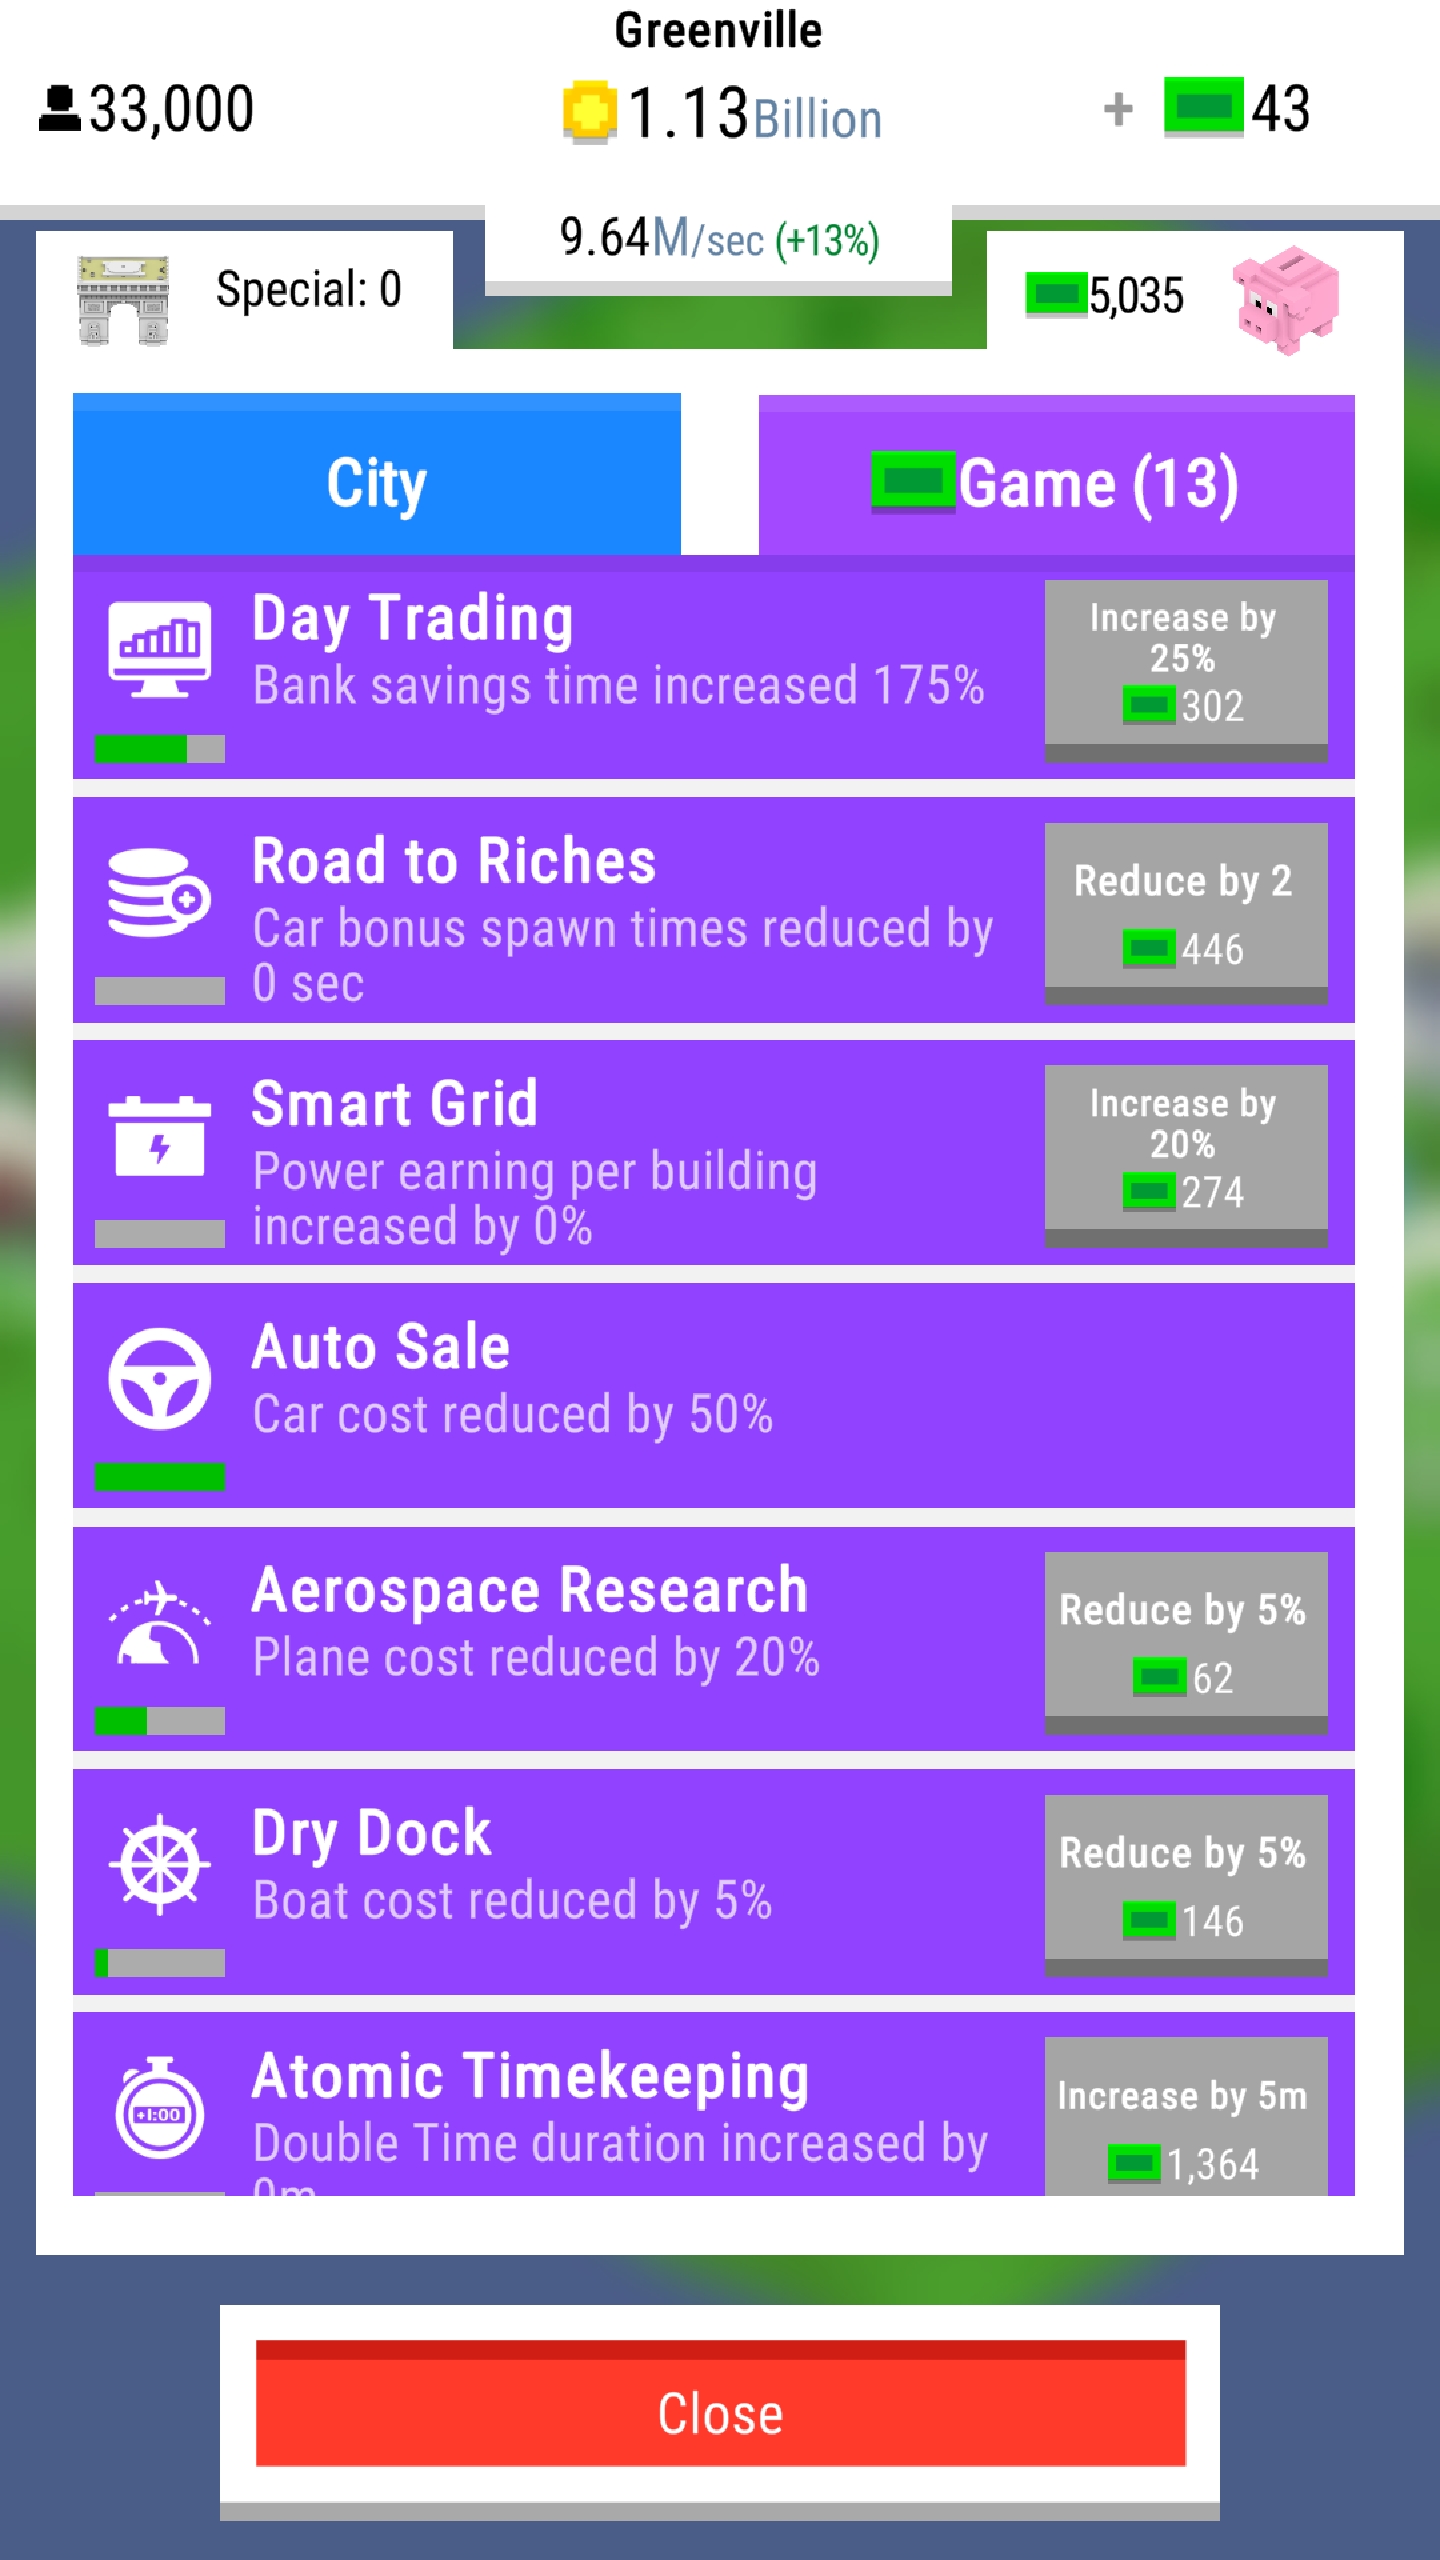 Greenville
33,000
1.13Billion
+ 43
9.64M/sec (+13%)
Special: 0
5,035
City
Game (13)
Day Trading
Bank savings time increased 175%
Increase by
25%
302
Road to Riches
Car bonus spawn times reduced by
0 sec
Reduce by 2
446
Smart Grid
Power earning per building
increased by 0%
Increase by
20%
274
Auto Sale
Car cost reduced by 50%
Aerospace Research
Plane cost reduced by 20%
Reduce by 5%
62
Dry Dock
Boat cost reduced by 5%
Reduce by 5%
146
+1:00
Atomic Timekeeping
Double Time duration increased by
0m
Increase by 5m
1,364
Close